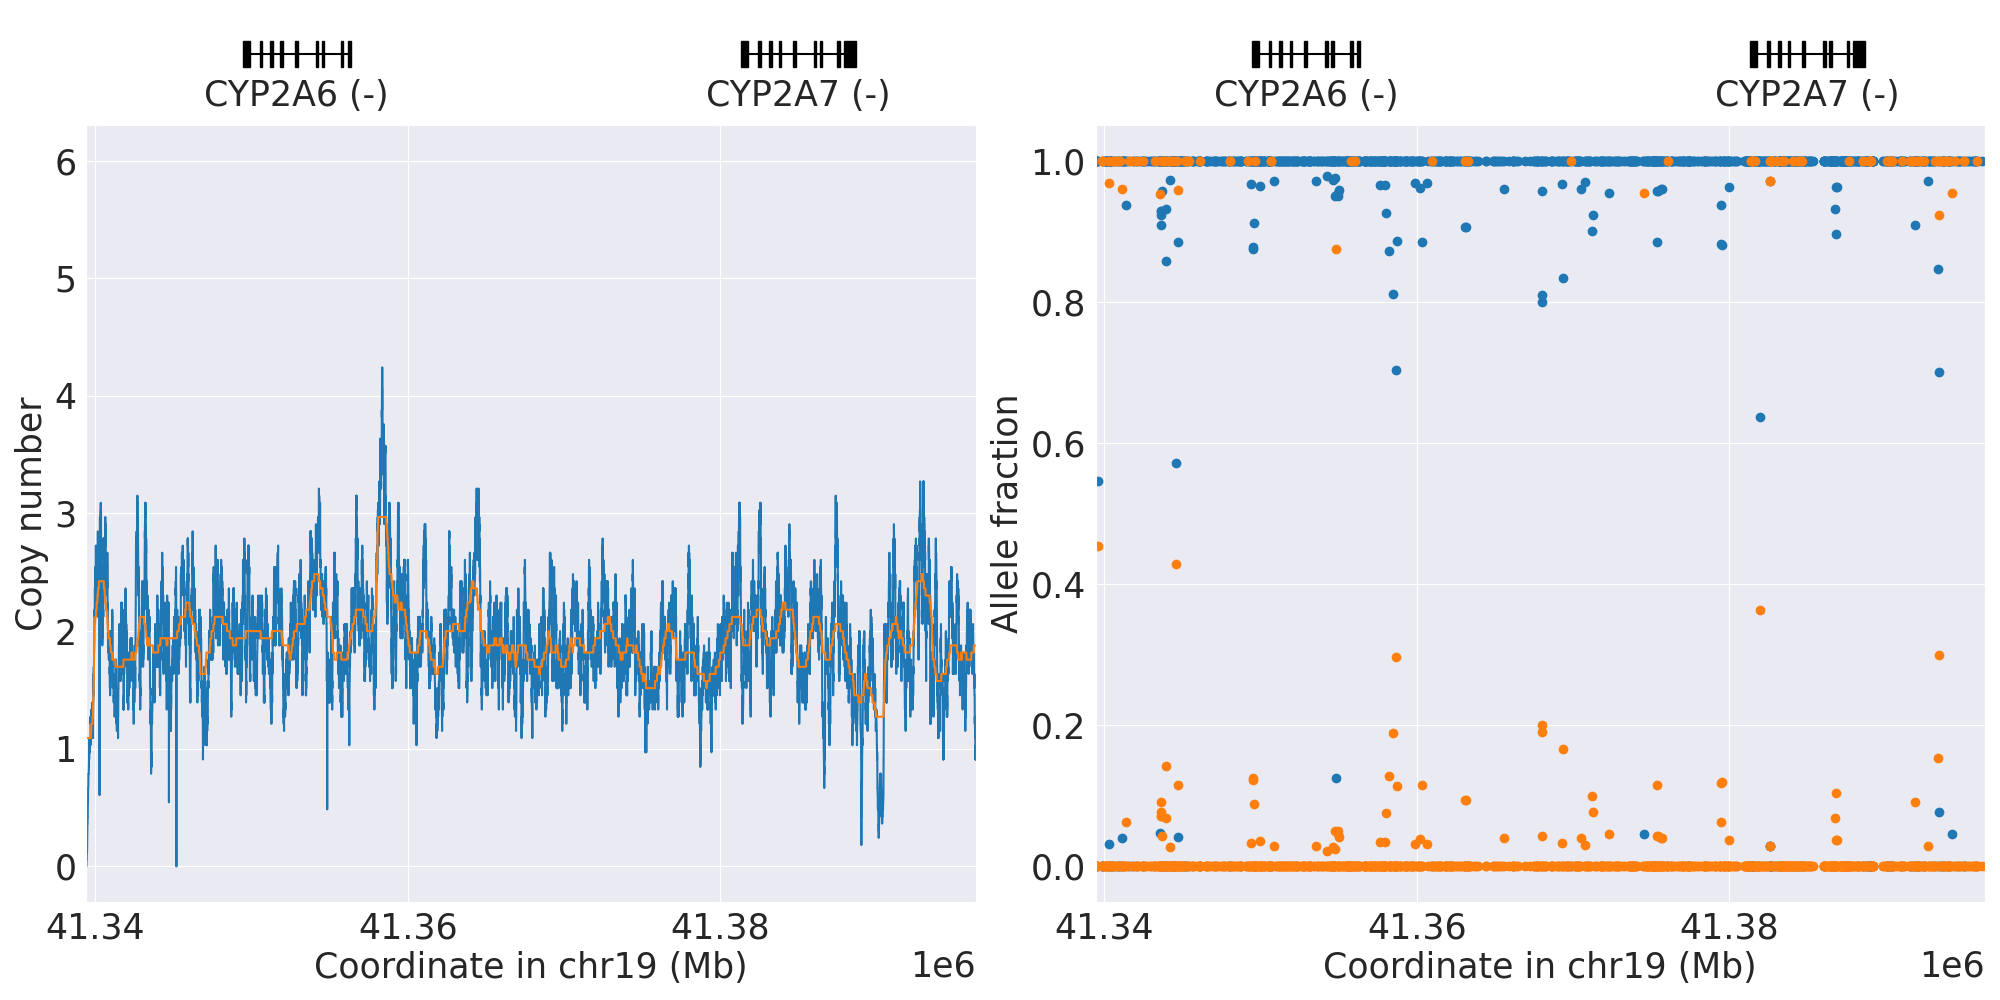 CYP2A6 (-) CYP2A7 (-)
6
5
4
3
2
1
0
Copy number
41.34 41.36 41.38
Coordinate in chr19 (Mb) 1e6
CYP2A6 (-) CYP2A7 (-)
1.0
0.8
0.6
0.4
0.2
0.0
Allele fraction
41.34 41.36 41.38
Coordinate in chr19 (Mb) 1e6